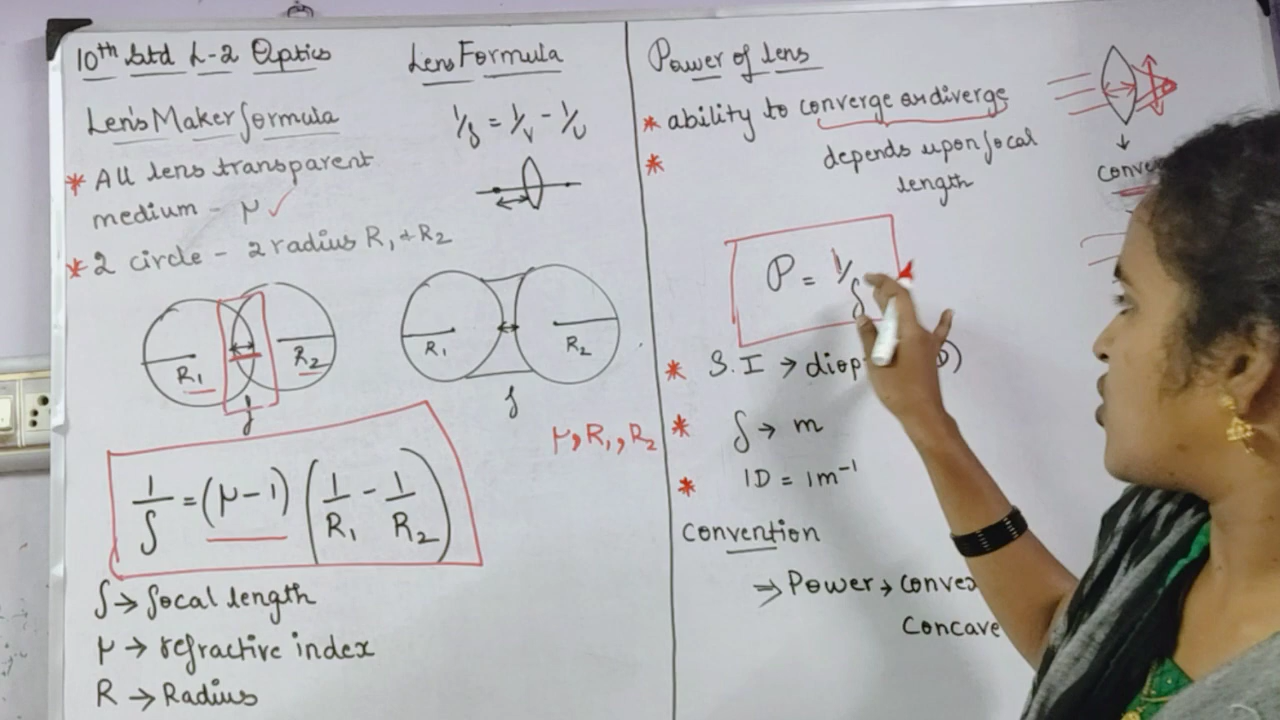 10th Std L-2 Optics
Lens Maker formula
* All lens transparent
medium - μ ✓
* 2 circle - 2 radius R₁ + R₂
R₁ R₂
f
1/f = (μ-1) (1/R₁ - 1/R₂)
f → focal length
μ → refractive index
R → Radius
Lens Formula
1/f = 1/v - 1/u
R₁ R₂
f
μ, R₁, R₂
Power of lens
* ability to converge or diverge
* depends upon focal
length
P = 1/f
* S.I →
* f → m
* 1D = 1m⁻¹
Convention
⇒ Power → convex
Concave